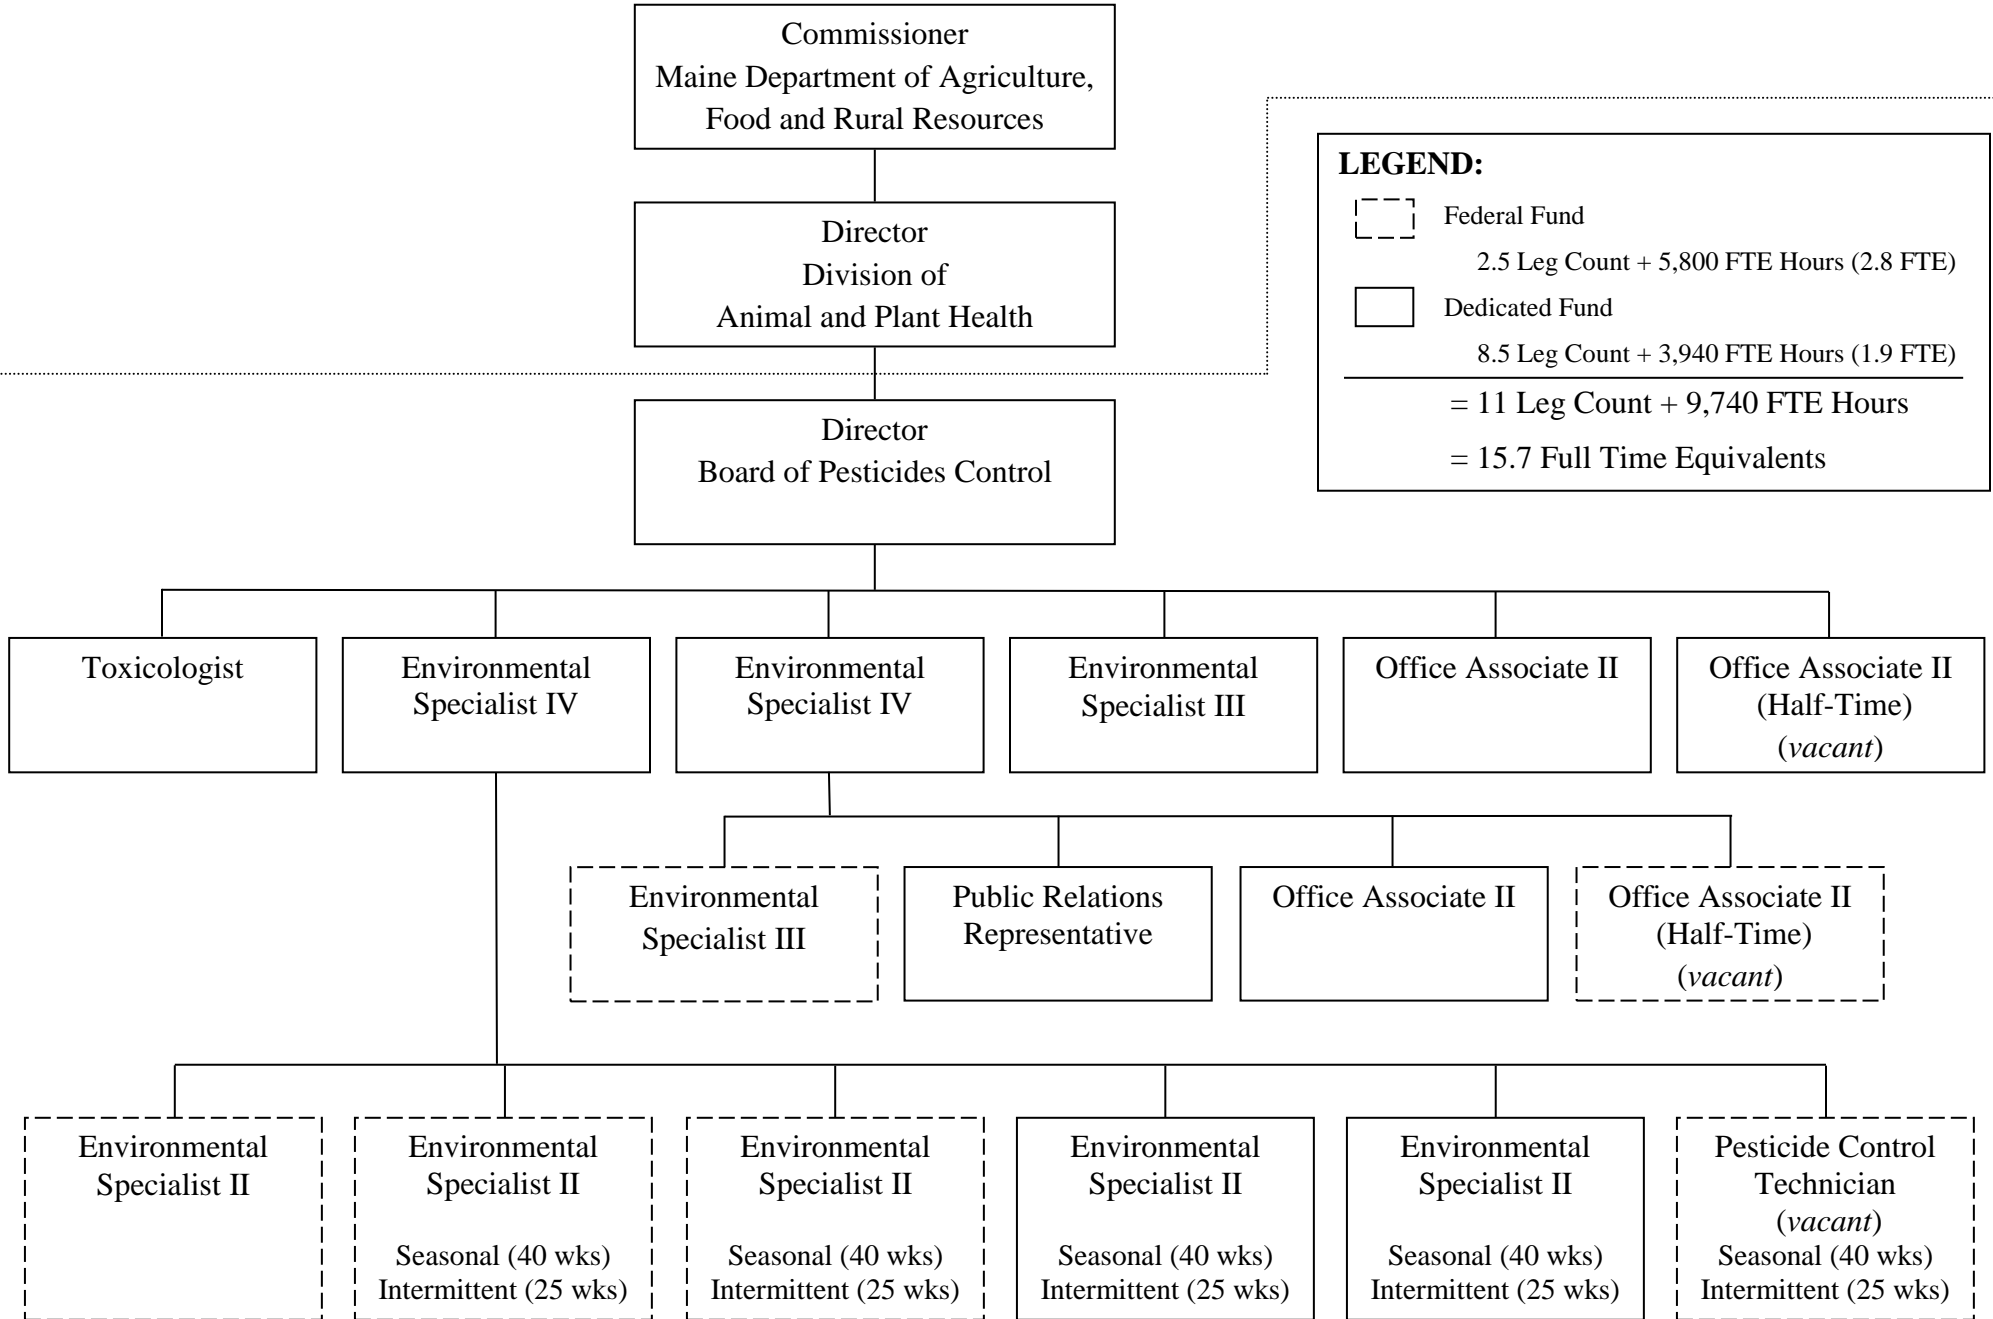 Commissioner
Maine Department of Agriculture,
Food and Rural Resources
Director
Division of
Animal and Plant Health
LEGEND:
Federal Fund
2.5 Leg Count + 5,800 FTE Hours (2.8 FTE)
Dedicated Fund
8.5 Leg Count + 3,940 FTE Hours (1.9 FTE)
= 11 Leg Count + 9,740 FTE Hours
= 15.7 Full Time Equivalents
Director
Board of Pesticides Control
Toxicologist
Environmental
Specialist IV
Environmental
Specialist IV
Environmental
Specialist III
Office Associate II
Office Associate II
(Half-Time)
(vacant)
Environmental
Specialist III
Public Relations
Representative
Office Associate II
Office Associate II
(Half-Time)
(vacant)
Environmental
Specialist II
Environmental
Specialist II
Seasonal (40 wks)
Intermittent (25 wks)
Environmental
Specialist II
Seasonal (40 wks)
Intermittent (25 wks)
Environmental
Specialist II
Seasonal (40 wks)
Intermittent (25 wks)
Environmental
Specialist II
Seasonal (40 wks)
Intermittent (25 wks)
Pesticide Control
Technician
(vacant)
Seasonal (40 wks)
Intermittent (25 wks)